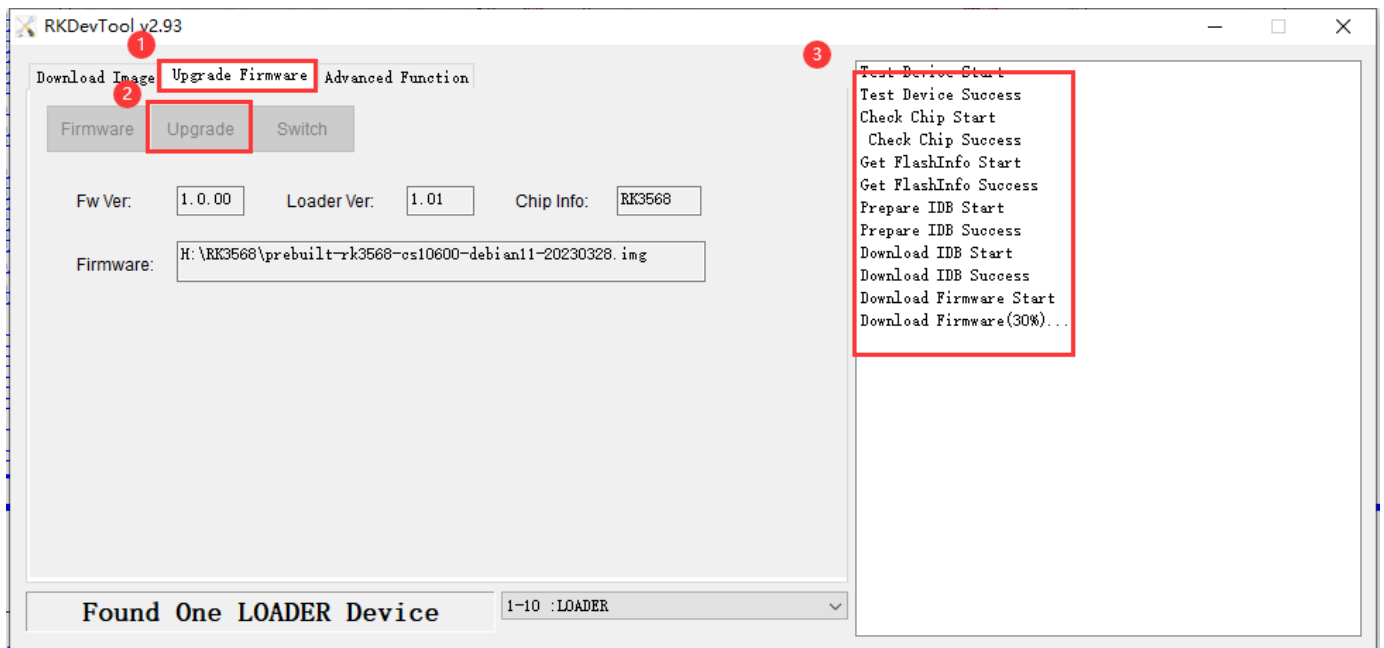 RKDevTool v2.93
1
3
Download Image Upgrade Firmware Advanced Function
2
Firmware Upgrade Switch
Fw Ver: 1.0.00 Loader Ver: 1.01 Chip Info: RK3568
Firmware: H:\RK3568\prebuilt-rk3568-cs10600-debian11-20230328.img
Found One LOADER Device
1-10 :LOADER
Test Device Start
Test Device Success
Check Chip Start
Check Chip Success
Get FlashInfo Start
Get FlashInfo Success
Prepare IDB Start
Prepare IDB Success
Download IDB Start
Download IDB Success
Download Firmware Start
Download Firmware(30%)...